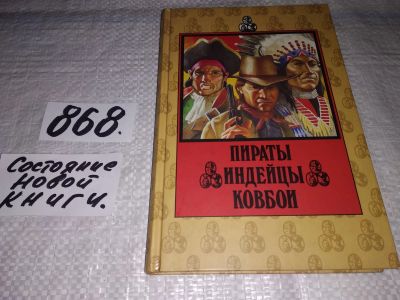 868.
Состояние
новой
книги.
ПИРАТЫ
ИНДЕЙЦЫ
КОВБОИ